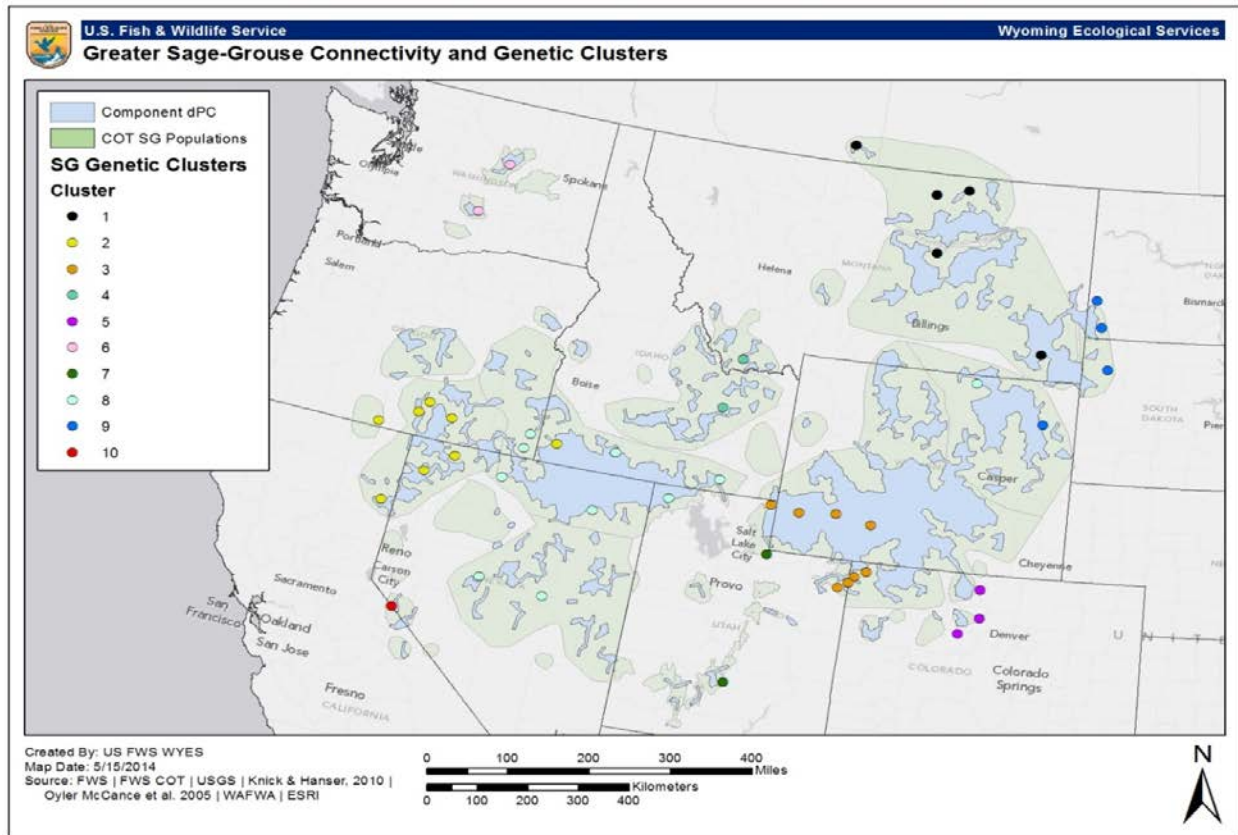 U.S. Fish & Wildlife Service
Wyoming Ecological Services
Greater Sage-Grouse Connectivity and Genetic Clusters
Component dPC
COT SG Populations
SG Genetic Clusters
Cluster
1
2
3
4
5
6
7
8
9
10
Olympia
WASHINGTON
Spokane
Portland
Salem
Helena
MONTANA
Billings
Bismarck
IDAHO
Boise
SOUTH
DAKOTA
Casper
Cheyenne
Salt
Lake
City
Provo
UTAH
Reno
Carson
City
Sacramento
San
Francisco
Oakland
San Jose
Fresno
CALIFORNIA
Denver
COLORADO
Colorado
Springs
U N I T
Created By: US FWS WYES
Map Date: 5/15/2014
Source: FWS | FWS COT | USGS | Knick & Hanser, 2010 |
Oyler McCance et al. 2005 | WAFWA | ESRI
0 100 200 300 400
Miles
Kilometers
0 100 200 300 400
N